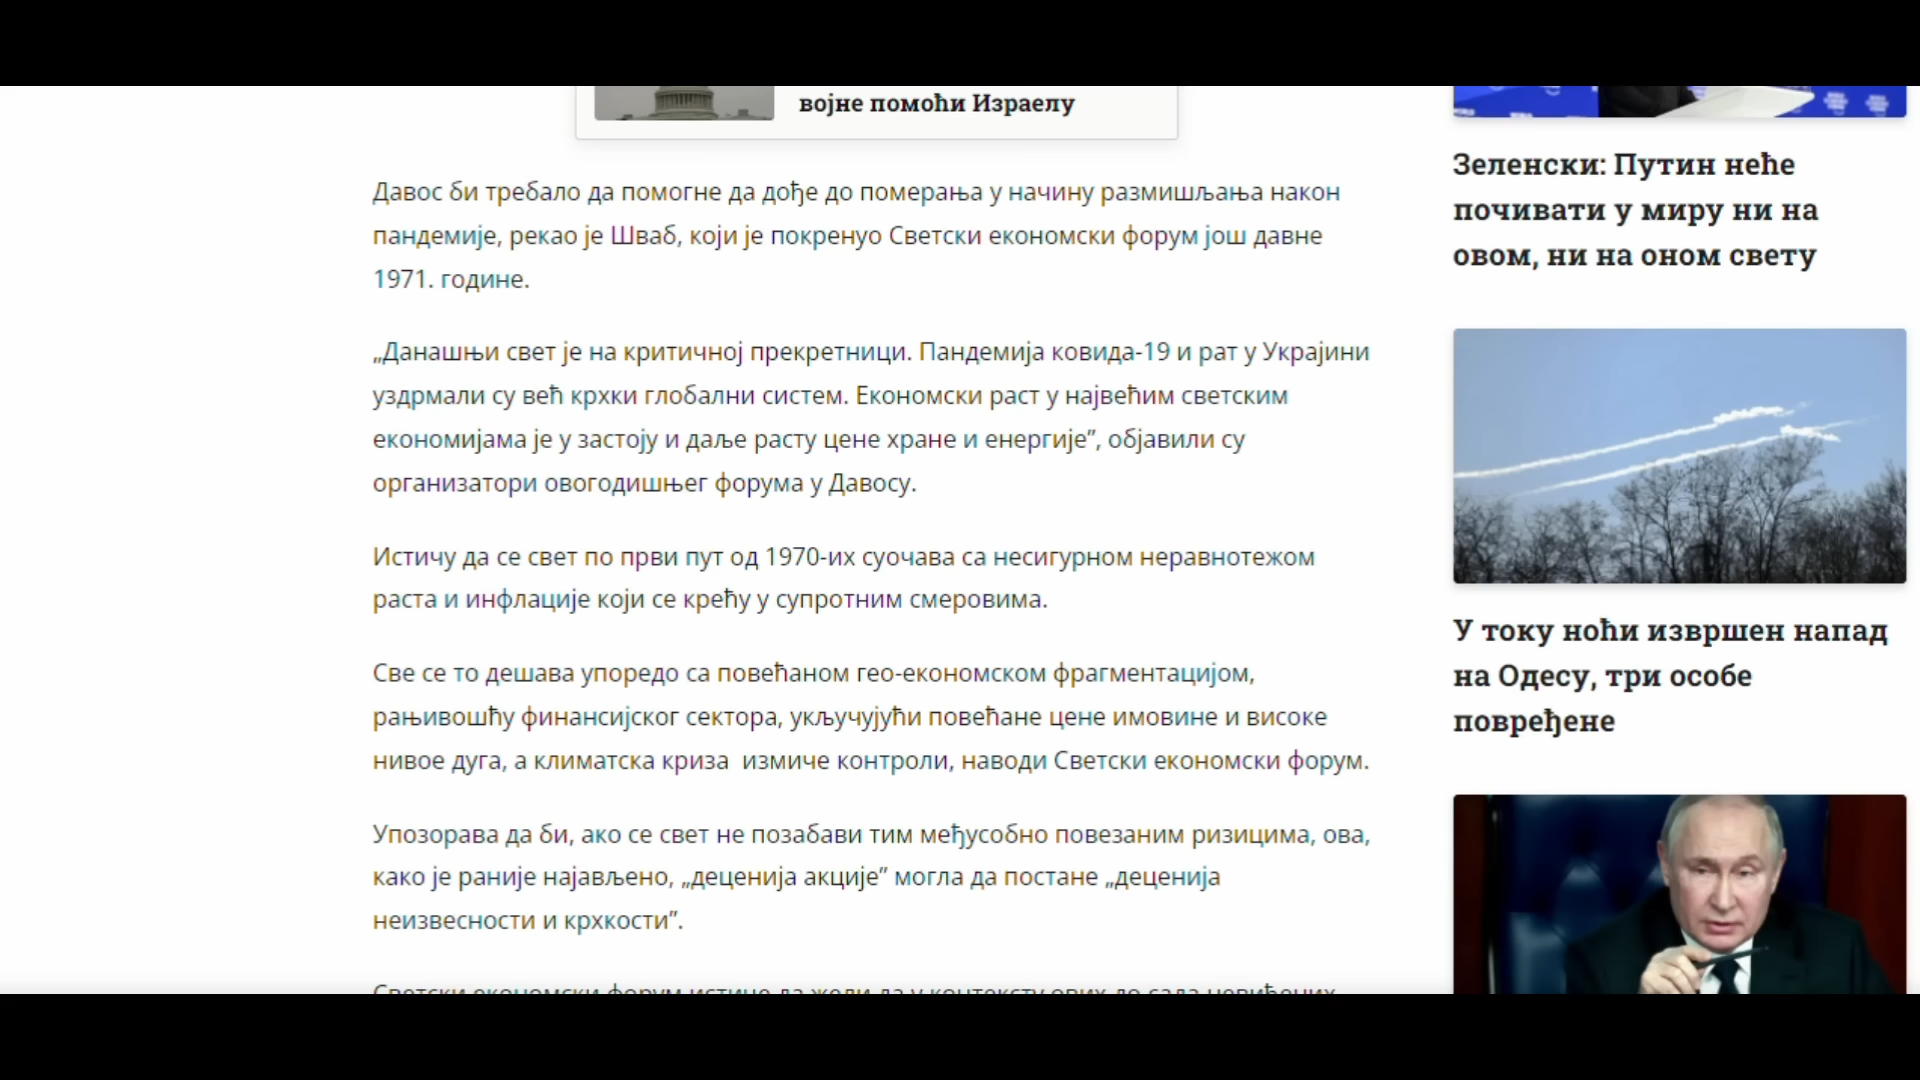 војне помоћи Израелу
Давос би требало да помогне да дође до померања у начину размишљања након
пандемије, рекао је Шваб, који је покренуо Светски економски форум још давне
1971. године.
„Данашњи свет је на критичној прекретници. Пандемија ковида-19 и рат у Украјини
уздрмали су већ крхки глобални систем. Економски раст у највећим светским
економијама је у застоју и даље расту цене хране и енергије”, објавили су
организатори овогодишњег форума у Давосу.
Истичу да се свет по први пут од 1970-их суочава са несигурном неравнотежом
раста и инфлације који се крећу у супротним смеровима.
Све се то дешава упоредо са повећаном гео-економском фрагментацијом,
рањивошћу финансијског сектора, укључујући повећане цене имовине и високе
нивое дуга, а климатска криза  измиче контроли, наводи Светски економски форум.
Упозорава да би, ако се свет не позабави тим међусобно повезаним ризицима, ова,
како је раније најављено, „деценија акције” могла да постане „деценија
неизвесности и крхкости”.
Светски економски форум истиче да жели да у контексту ових до сада невиђених
Зеленски: Путин неће
почивати у миру ни на
овом, ни на оном свету
У току ноћи извршен напад
на Одесу, три особе
повређене